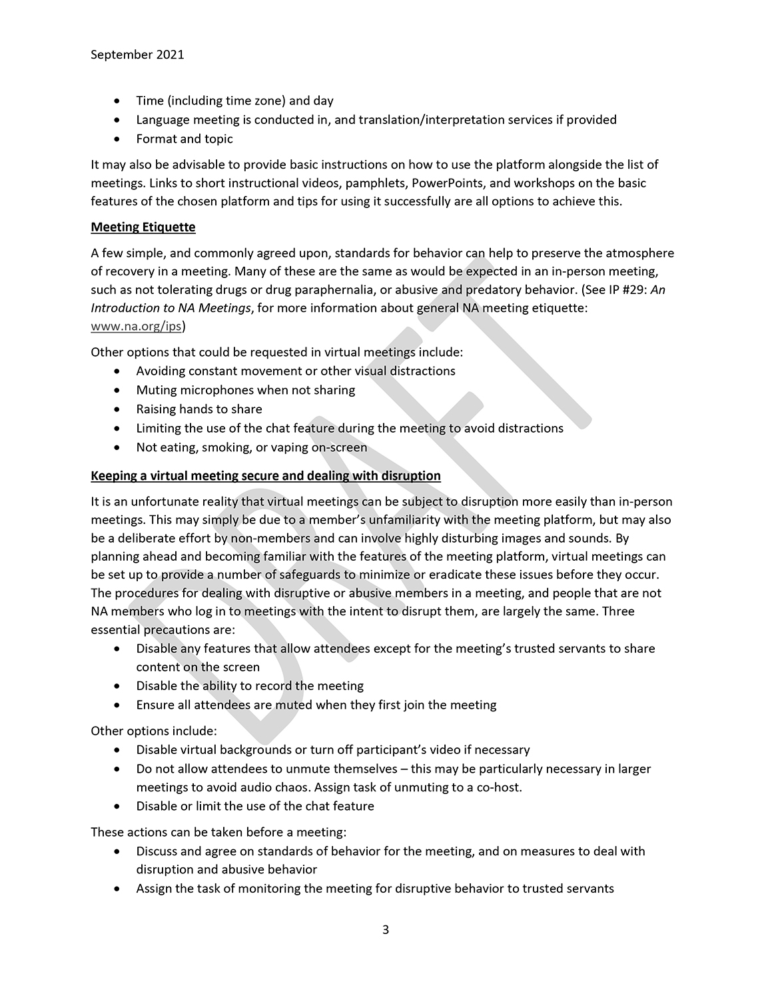 September 2021
• Time (including time zone) and day
• Language meeting is conducted in, and translation/interpretation services if provided
• Format and topic
It may also be advisable to provide basic instructions on how to use the platform alongside the list of
meetings. Links to short instructional videos, pamphlets, PowerPoints, and workshops on the basic
features of the chosen platform and tips for using it successfully are all options to achieve this.
Meeting Etiquette
A few simple, and commonly agreed upon, standards for behavior can help to preserve the atmosphere
of recovery in a meeting. Many of these are the same as would be expected in an in-person meeting,
such as not tolerating drugs or drug paraphernalia, or abusive and predatory behavior. (See IP #29: An
Introduction to NA Meetings, for more information about general NA meeting etiquette:
www.na.org/ips)
Other options that could be requested in virtual meetings include:
• Avoiding constant movement or other visual distractions
• Muting microphones when not sharing
• Raising hands to share
• Limiting the use of the chat feature during the meeting to avoid distractions
• Not eating, smoking, or vaping on-screen
Keeping a virtual meeting secure and dealing with disruption
It is an unfortunate reality that virtual meetings can be subject to disruption more easily than in-person
meetings. This may simply be due to a member’s unfamiliarity with the meeting platform, but may also
be a deliberate effort by non-members and can involve highly disturbing images and sounds. By
planning ahead and becoming familiar with the features of the meeting platform, virtual meetings can
be set up to provide a number of safeguards to minimize or eradicate these issues before they occur.
The procedures for dealing with disruptive or abusive members in a meeting, and people that are not
NA members who log in to meetings with the intent to disrupt them, are largely the same. Three
essential precautions are:
• Disable any features that allow attendees except for the meeting’s trusted servants to share
content on the screen
• Disable the ability to record the meeting
• Ensure all attendees are muted when they first join the meeting
Other options include:
• Disable virtual backgrounds or turn off participant’s video if necessary
• Do not allow attendees to unmute themselves – this may be particularly necessary in larger
meetings to avoid audio chaos. Assign task of unmuting to a co-host.
• Disable or limit the use of the chat feature
These actions can be taken before a meeting:
• Discuss and agree on standards of behavior for the meeting, and on measures to deal with
disruption and abusive behavior
• Assign the task of monitoring the meeting for disruptive behavior to trusted servants
3
DRAFT